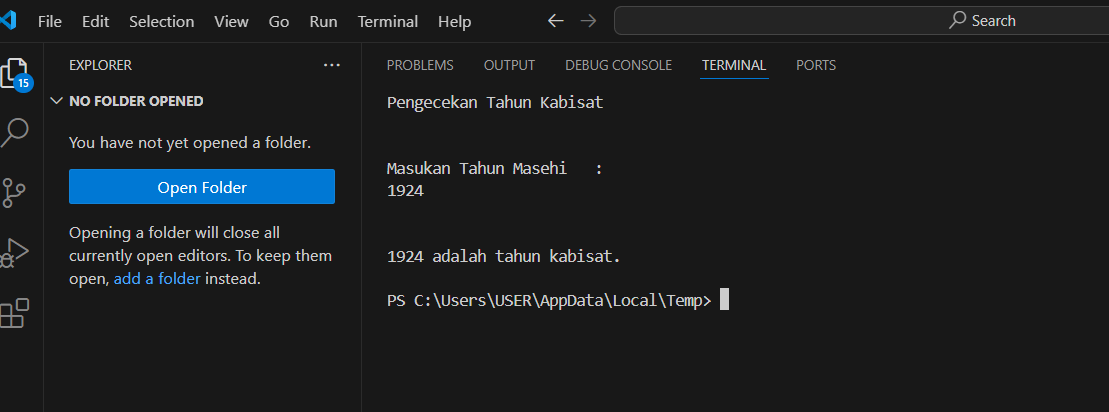 File Edit Selection View Go Run Terminal Help Search
15
EXPLORER
NO FOLDER OPENED
You have not yet opened a folder.
Open Folder
Opening a folder will close all
currently open editors. To keep them
open, add a folder instead.
PROBLEMS OUTPUT DEBUG CONSOLE TERMINAL PORTS
Pengecekan Tahun Kabisat
Masukan Tahun Masehi :
1924
1924 adalah tahun kabisat.
PS C:\Users\USER\AppData\Local\Temp>